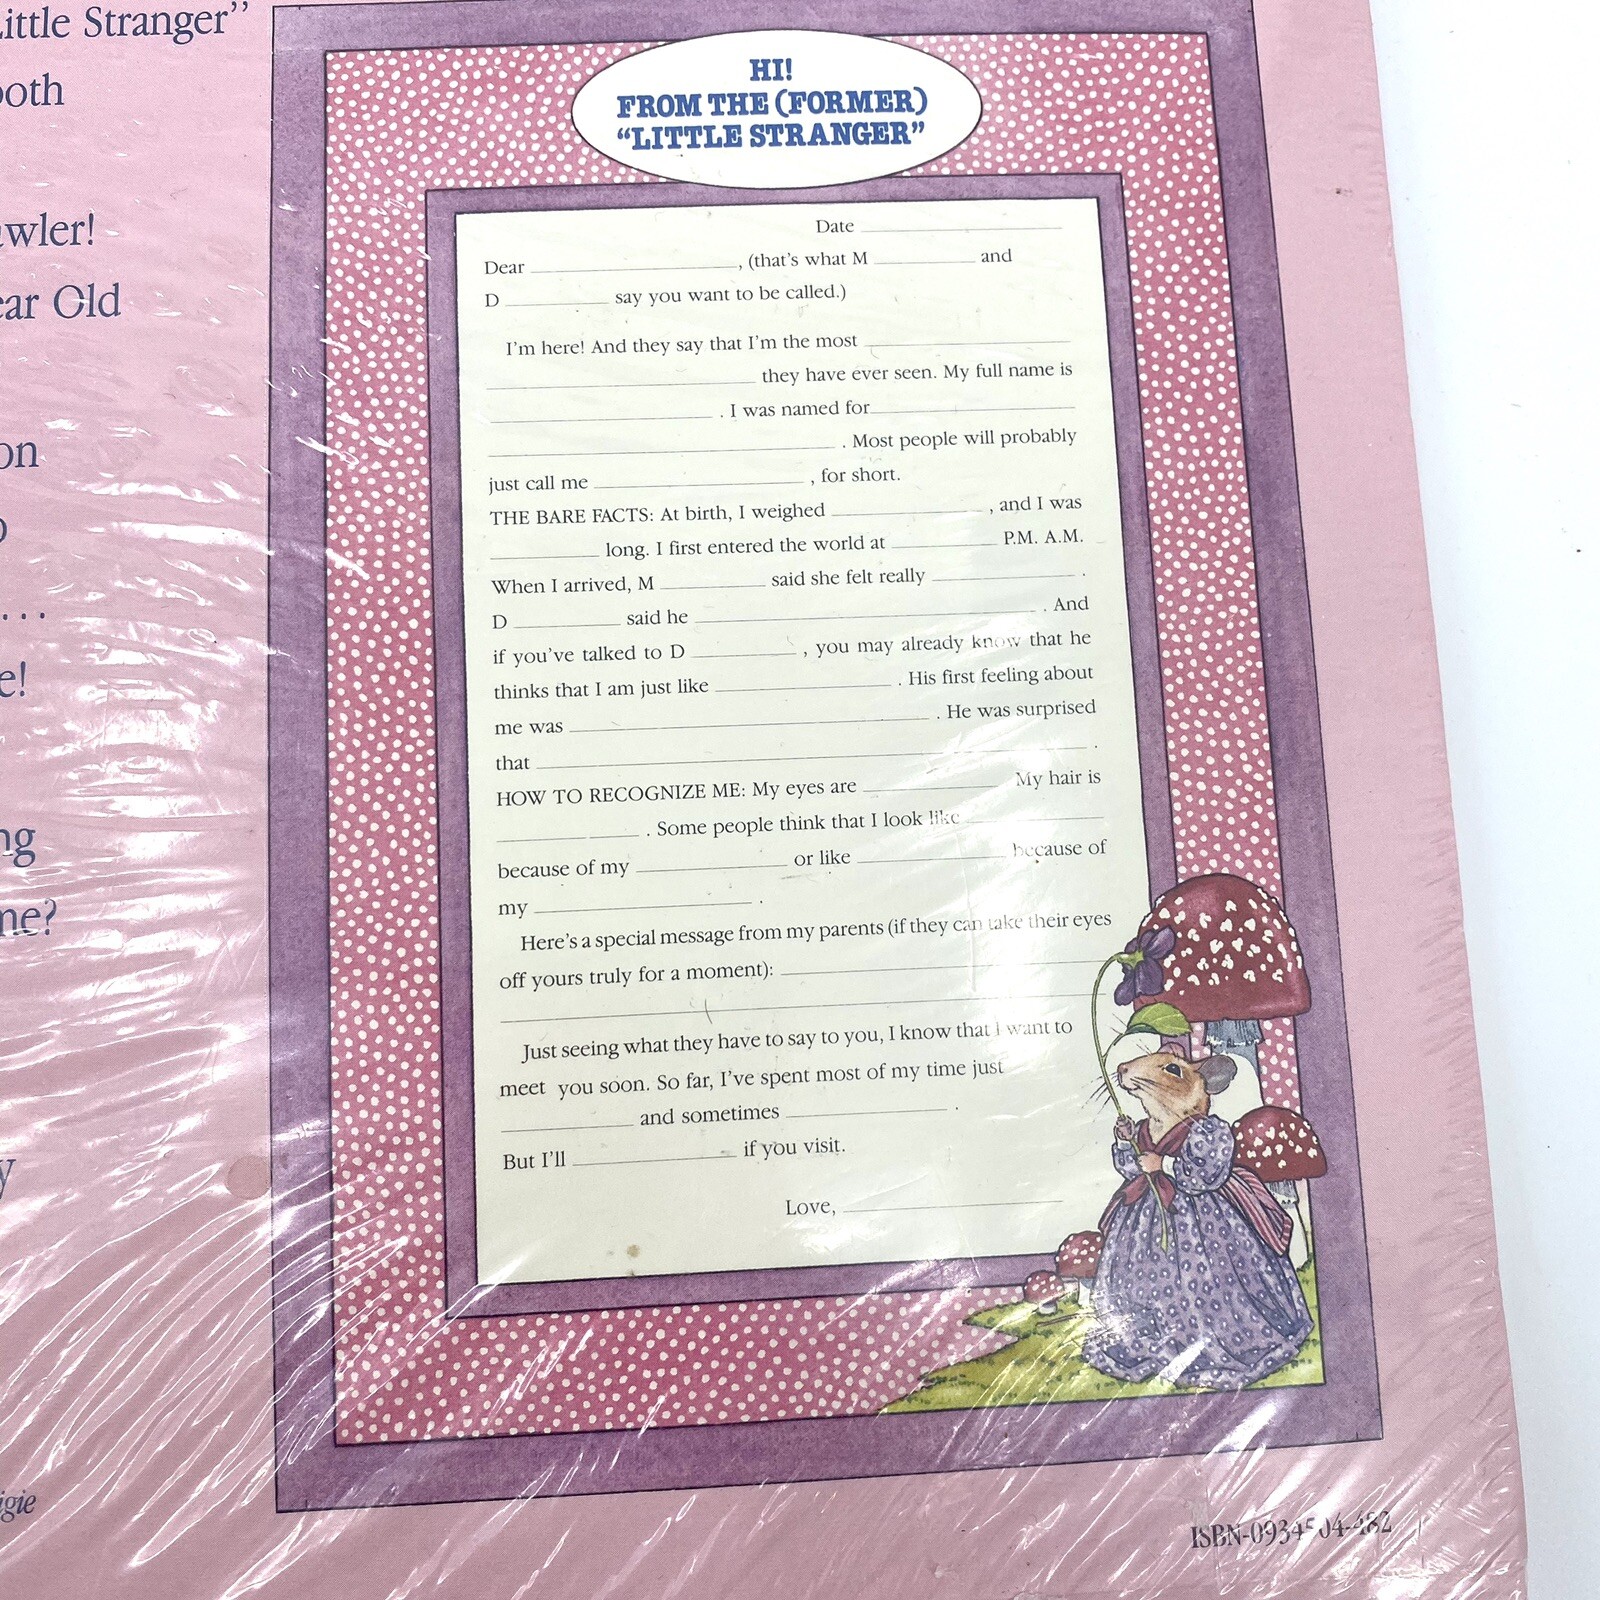 Little Stranger”
ooth
awler!
ear Old
on
...
e!
ng
me?
y
igie
HI!
FROM THE (FORMER)
“LITTLE STRANGER”
Date
Dear , (that’s what M and
D say you want to be called.)
I’m here! And they say that I’m the most
they have ever seen. My full name is
. I was named for
. Most people will probably
just call me , for short.
THE BARE FACTS: At birth, I weighed , and I was
long. I first entered the world at P.M. A.M.
When I arrived, M said she felt really .
D said he . And
if you’ve talked to D , you may already know that he
thinks that I am just like . His first feeling about
me was . He was surprised
that .
HOW TO RECOGNIZE ME: My eyes are My hair is
. Some people think that I look like
because of my or like because of
my .
Here’s a special message from my parents (if they can take their eyes
off yours truly for a moment):
Just seeing what they have to say to you, I know that I want to
meet you soon. So far, I’ve spent most of my time just
and sometimes .
But I’ll if you visit.
Love,
ISBN-0934504-482